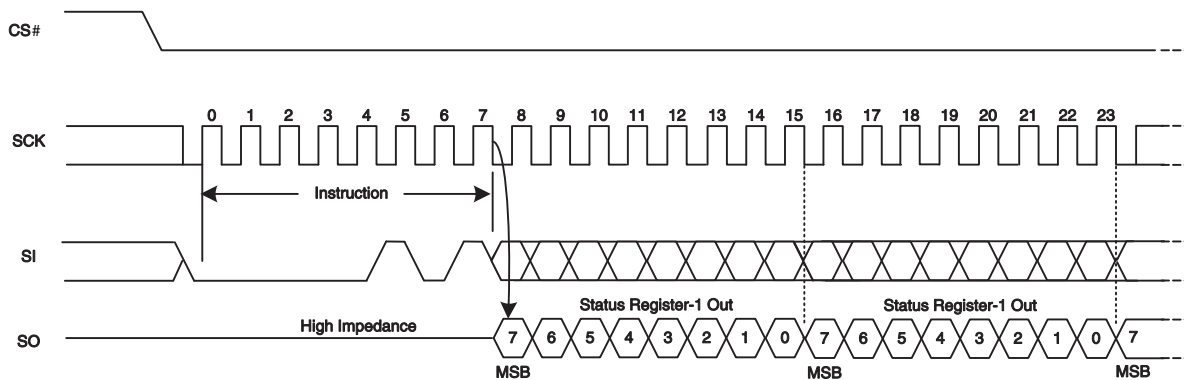 CS#
SCK
0 1 2 3 4 5 6 7 8 9 10 11 12 13 14 15 16 17 18 19 20 21 22 23
Instruction
SI
Status Register-1 Out Status Register-1 Out
High Impedance
SO
7 6 5 4 3 2 1 0 7 6 5 4 3 2 1 0 7
MSB MSB MSB